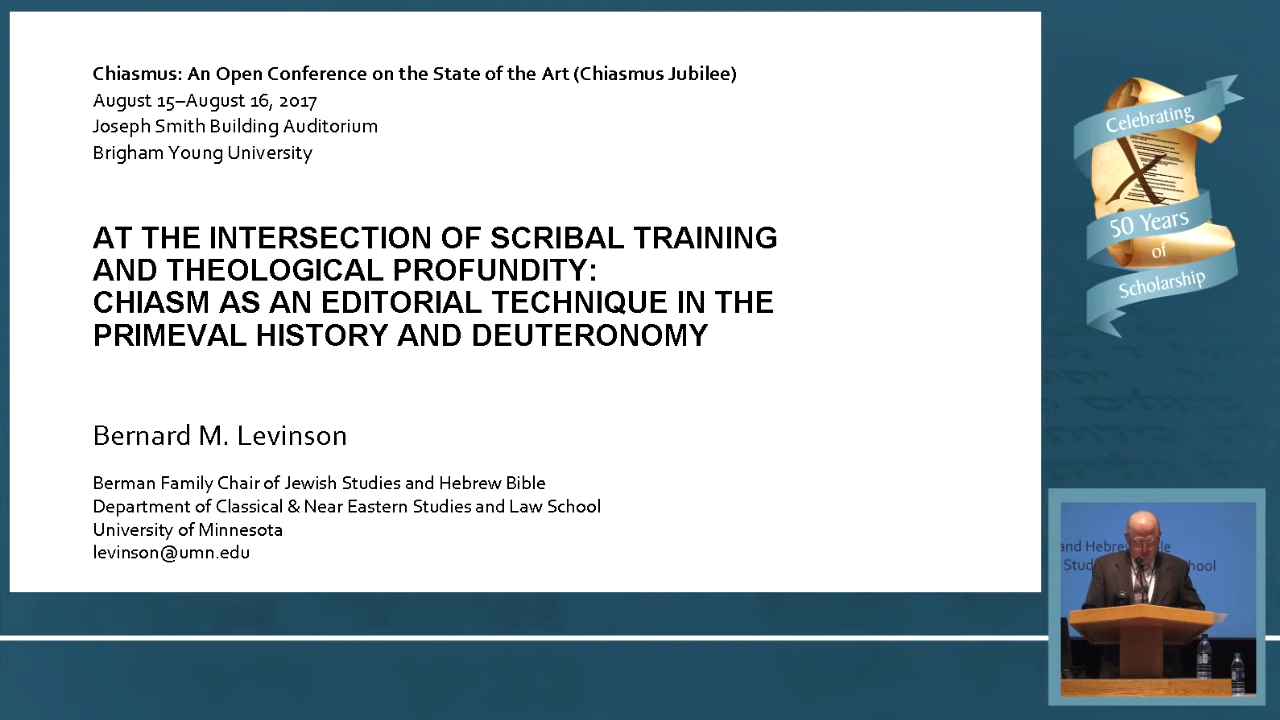 Chiasmus: An Open Conference on the State of the Art (Chiasmus Jubilee)
August 15–August 16, 2017
Joseph Smith Building Auditorium
Brigham Young University
AT THE INTERSECTION OF SCRIBAL TRAINING
AND THEOLOGICAL PROFUNDITY:
CHIASM AS AN EDITORIAL TECHNIQUE IN THE
PRIMEVAL HISTORY AND DEUTERONOMY
Bernard M. Levinson
Berman Family Chair of Jewish Studies and Hebrew Bible
Department of Classical & Near Eastern Studies and Law School
University of Minnesota
levinson@umn.edu
Celebrating
X
50 Years
of
Scholarship
and Hebrew